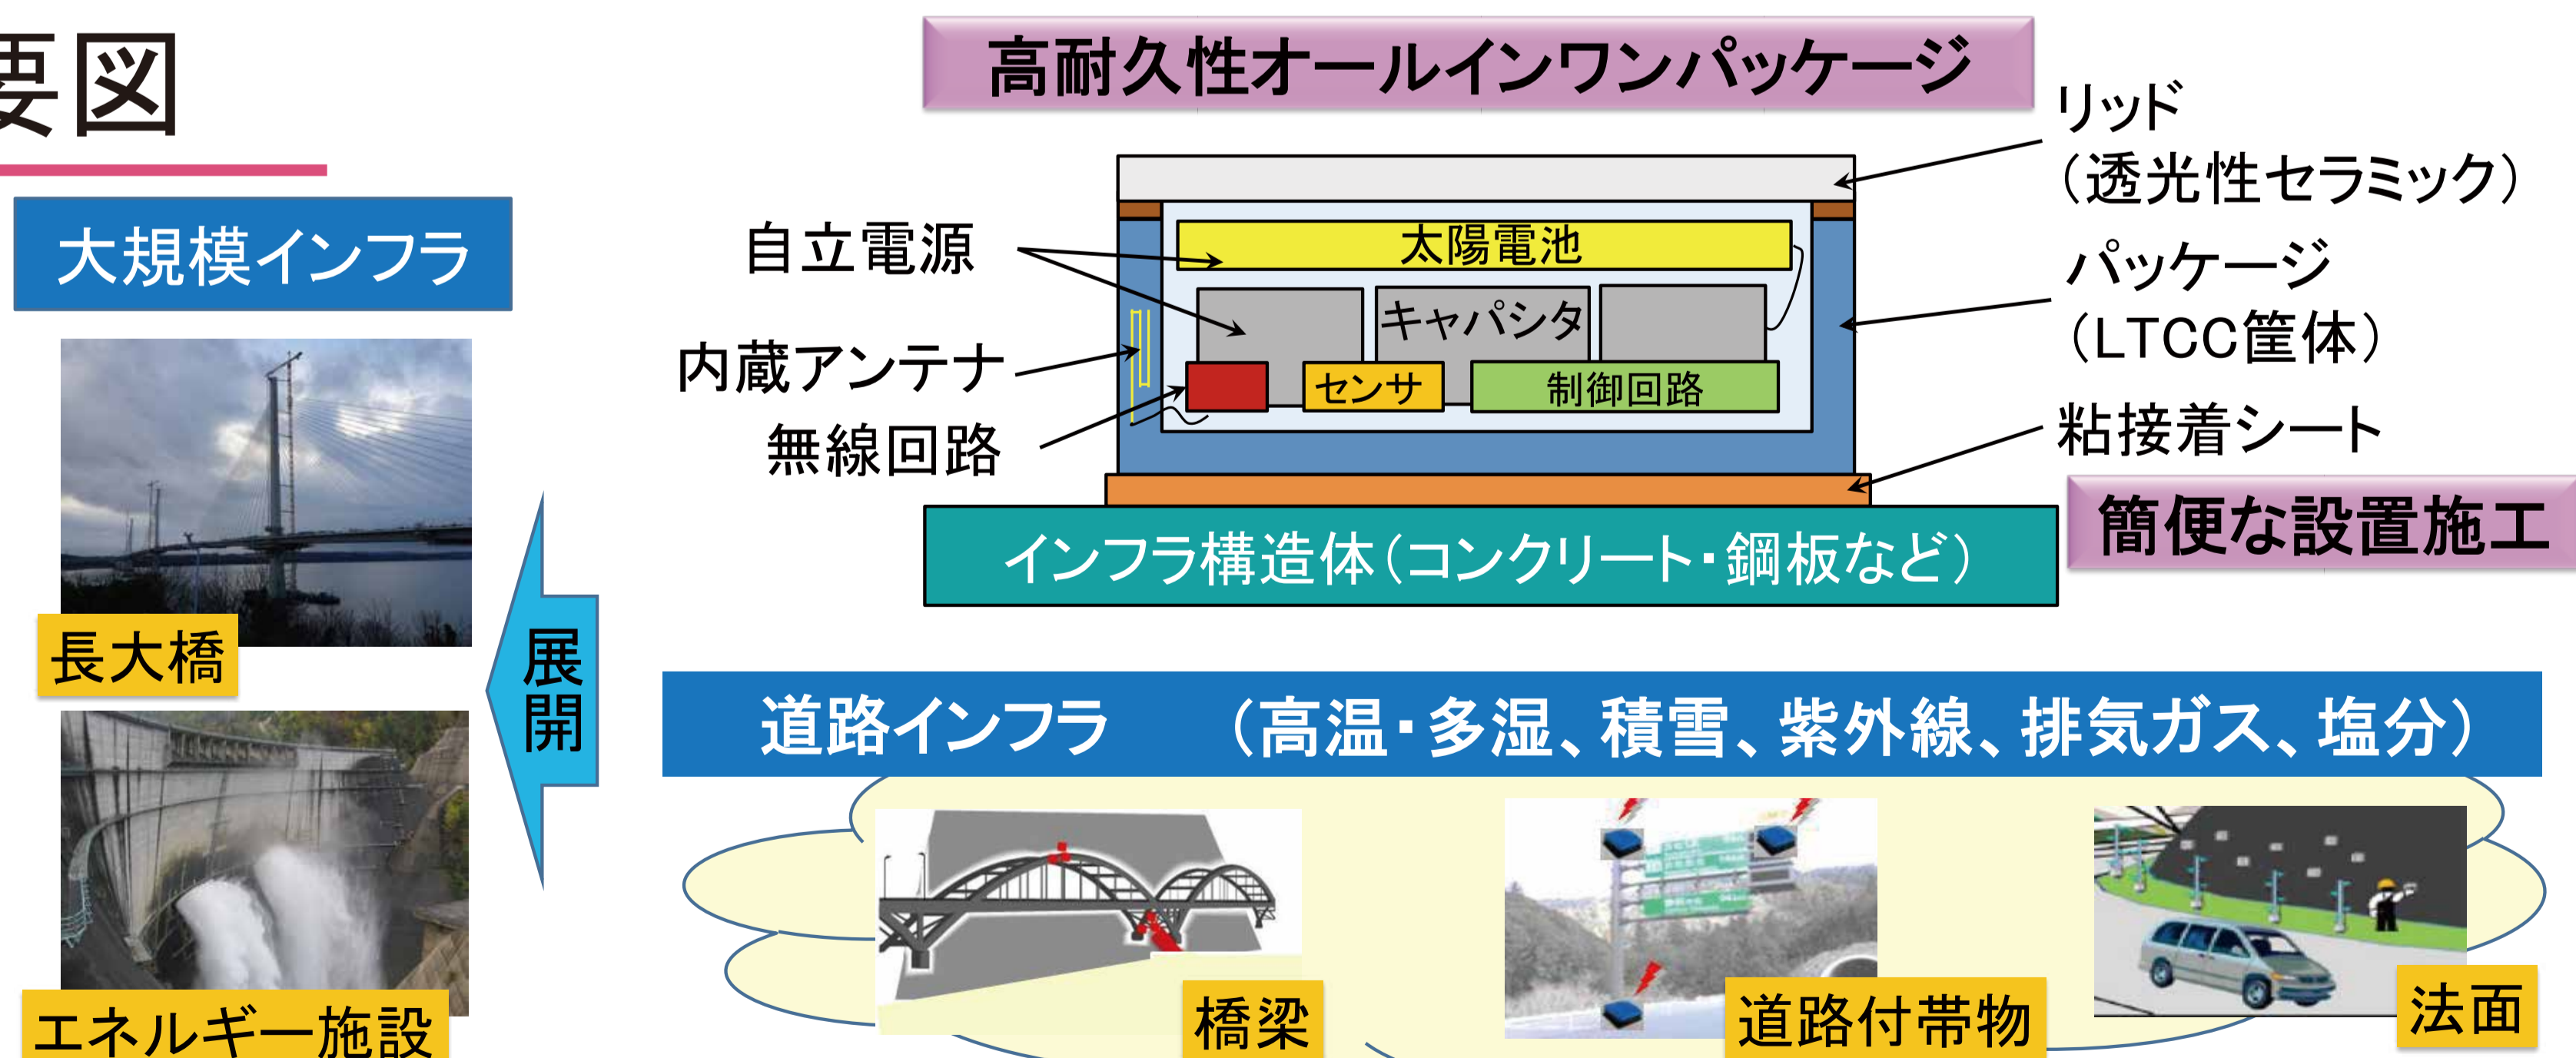 要図
高耐久性オールインワンパッケージ
リッド
（透光性セラミック）
パッケージ
（LTCC筐体）
粘接着シート
自立電源
内蔵アンテナ
無線回路
太陽電池
キャパシタ
センサ
制御回路
インフラ構造体（コンクリート・鋼板など）
簡便な設置施工
大規模インフラ
長大橋
エネルギー施設
展開
道路インフラ （高温・多湿、積雪、紫外線、排気ガス、塩分）
橋梁
道路付帯物
法面